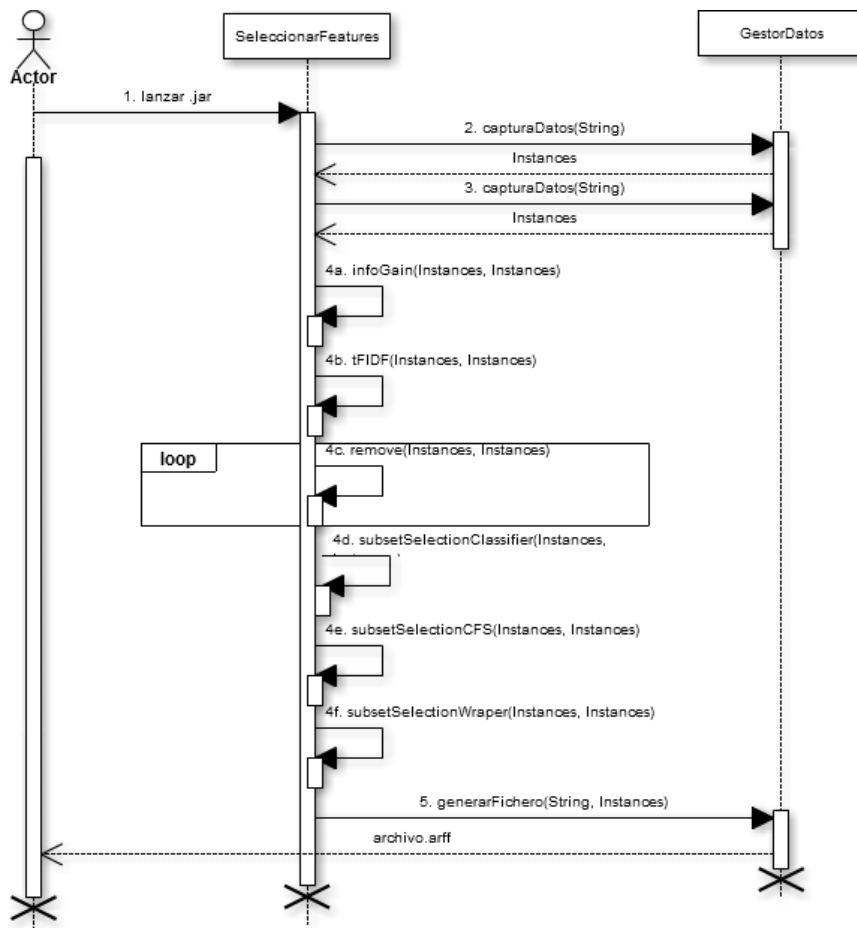 SeleccionarFeatures
GestorDatos
Actor
1. lanzar .jar
2. capturaDatos(String)
Instances
3. capturaDatos(String)
Instances
4a. infoGain(Instances, Instances)
4b. tFIDF(Instances, Instances)
loop
4c. remove(Instances, Instances)
4d. subsetSelectionClassifier(Instances,
4e. subsetSelectionCFS(Instances, Instances)
4f. subsetSelectionWraper(Instances, Instances)
5. generarFichero(String, Instances)
archivo.arff